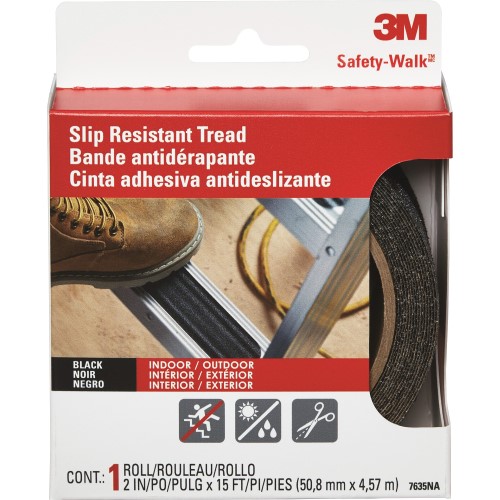 3M
Safety-Walk™ MC
Slip Resistant Tread
Bande antidérapante
Cinta adhesiva antideslizante
BLACK
NOIR
NEGRO
INDOOR / OUTDOOR
INTÉRIEUR / EXTÉRIEUR
INTERIOR / EXTERIOR
CONT.: 1 ROLL/ROULEAU/ROLLO
2 IN/PO/PULG x 15 FT/PI/PIES (50,8 mm x 4,57 m)
7635NA